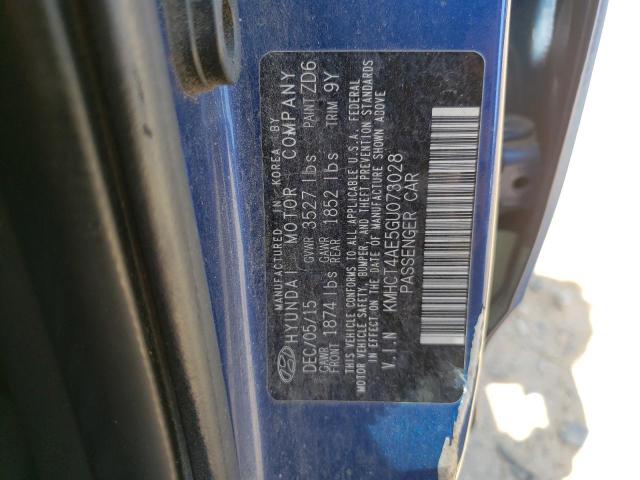 MANUFACTURED IN KOREA BY
HYUNDAI MOTOR COMPANY
DEC/05/15 GVWR 3527 lbs PAINT ZD6
GAWR FRONT 1874 lbs GAWR REAR 1852 lbs TRIM 9Y
THIS VEHICLE CONFORMS TO ALL APPLICABLE U.S.A. FEDERAL
MOTOR VEHICLE SAFETY, BUMPER, AND THEFT PREVENTION STANDARDS
IN EFFECT ON THE DATE OF MANUFACTURE SHOWN ABOVE
V.I.N KMHCT4AE5GU073028
PASSENGER CAR